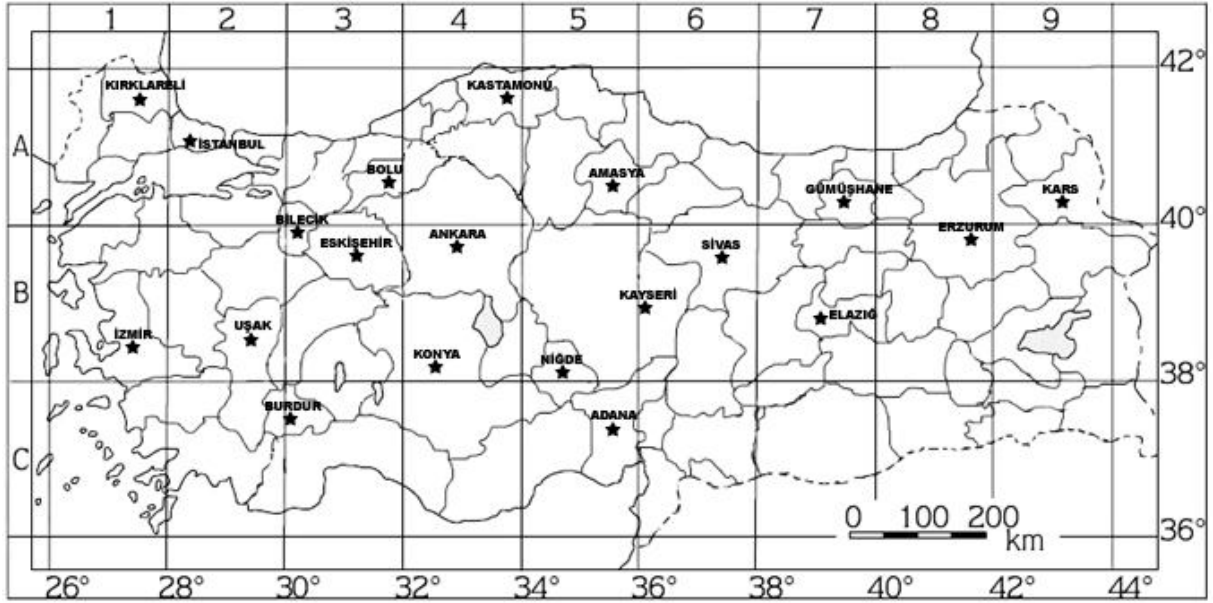 1 2 3 4 5 6 7 8 9
42°
KIRKLARELİ KASTAMONU
A İSTANBUL
BOLU AMASYA GÜMÜŞHANE KARS
40°
BİLECİK ESKİŞEHİR ANKARA SİVAS ERZURUM
B KAYSERİ ELAZIĞ
İZMİR UŞAK KONYA NİĞDE
38°
BURDUR ADANA
C
0 100 200
km
36°
26° 28° 30° 32° 34° 36° 38° 40° 42° 44°